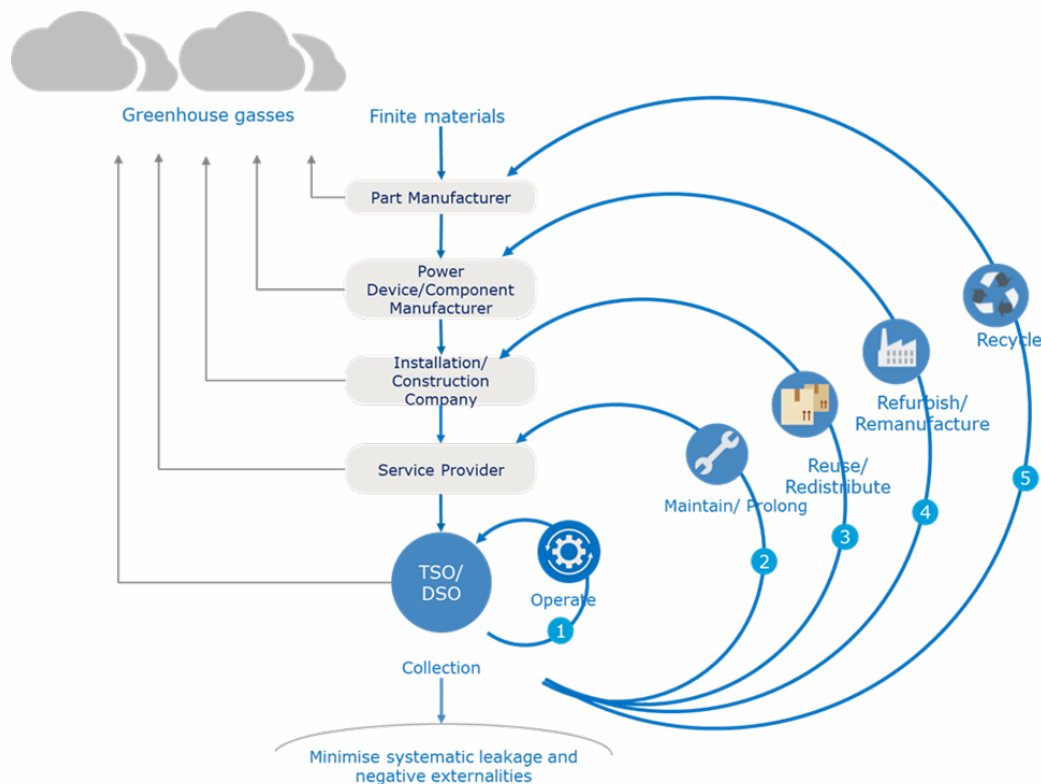 Greenhouse gasses
Finite materials
Part Manufacturer
Power
Device/Component
Manufacturer
Installation/
Construction
Company
Service Provider
TSO/
DSO
Operate
1
Maintain/ Prolong
2
Reuse/
Redistribute
3
Refurbish/
Remanufacture
4
Recycle
5
Collection
Minimise systematic leakage and
negative externalities